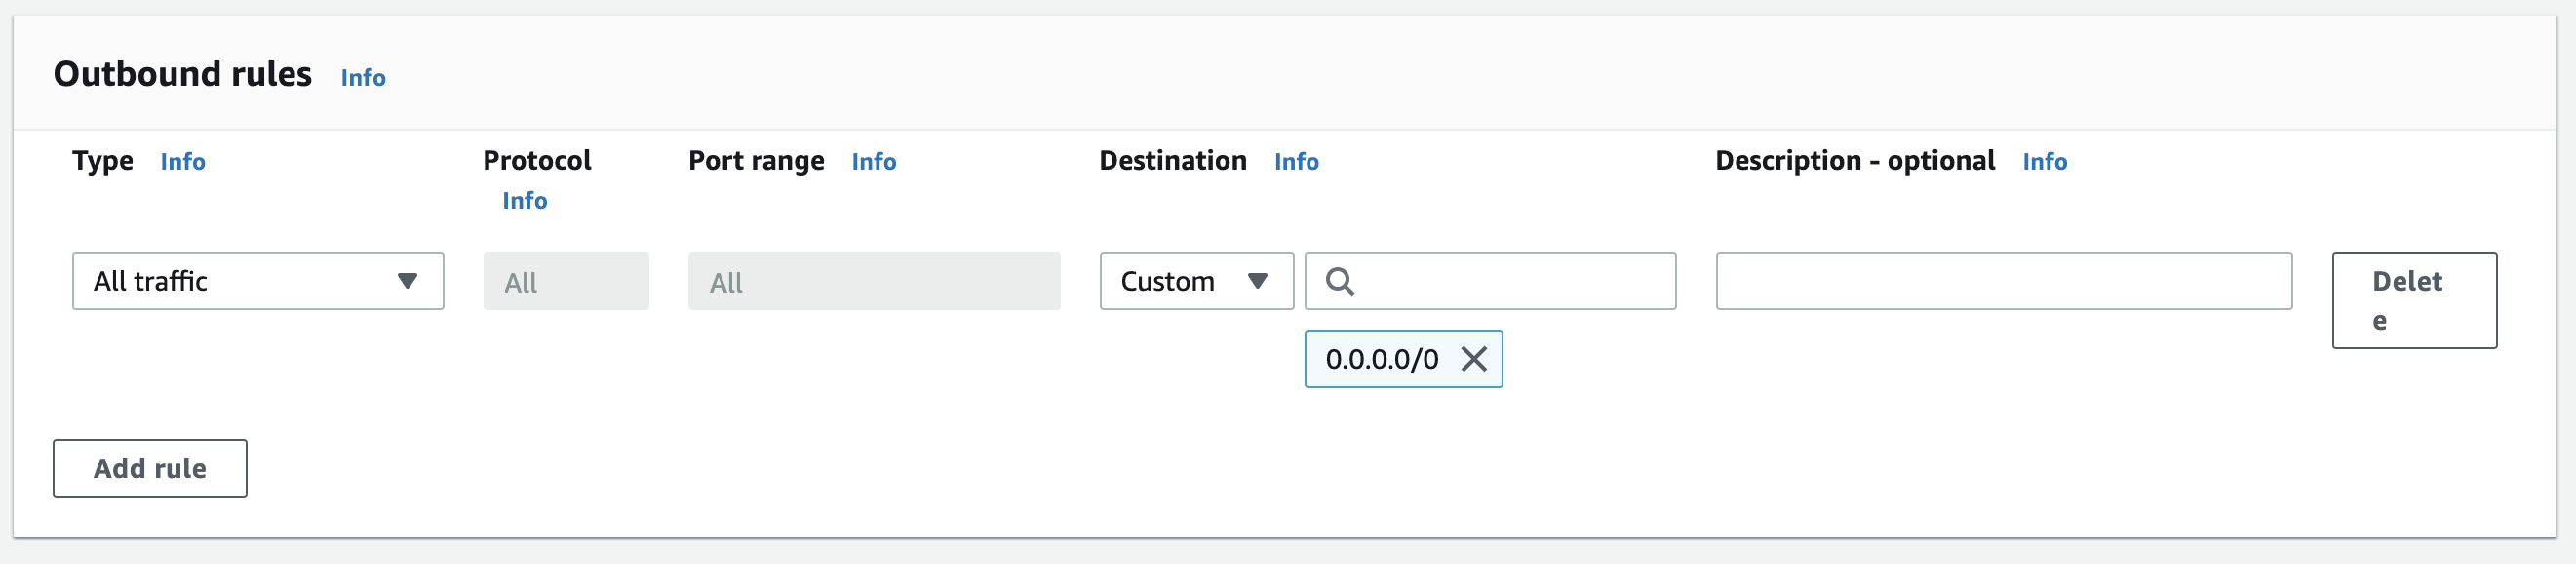 Outbound rules Info
Type Info Protocol Info Port range Info Destination Info Description - optional Info
All traffic All All Custom Delete
0.0.0.0/0
Add rule